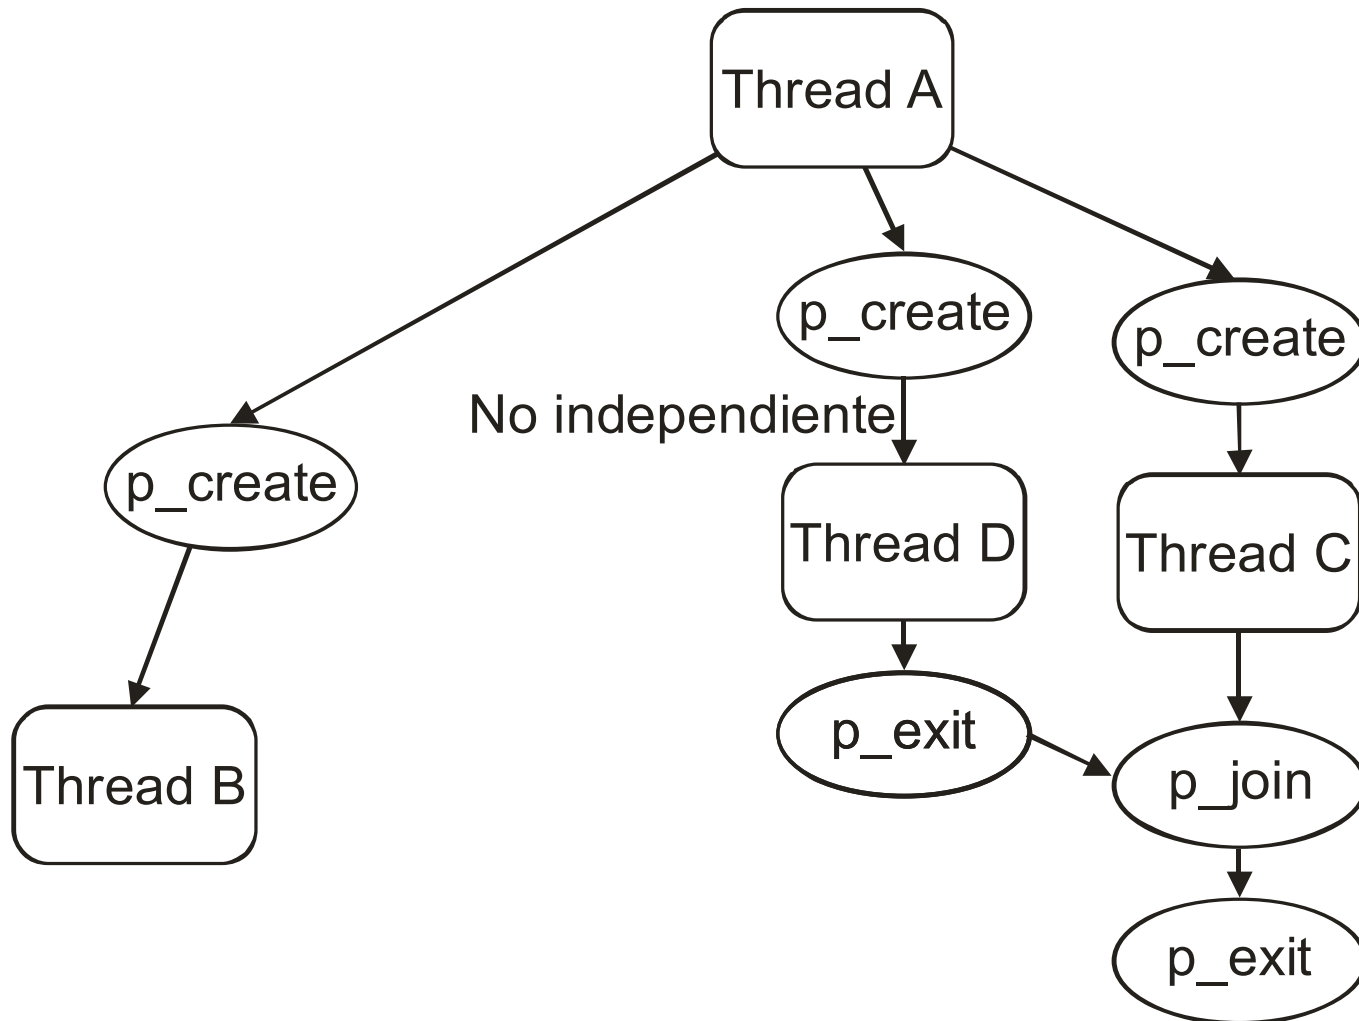 Thread A
p_create
p_create
No independiente
p_create
Thread D
Thread C
Thread B
p_exit
p_join
p_exit